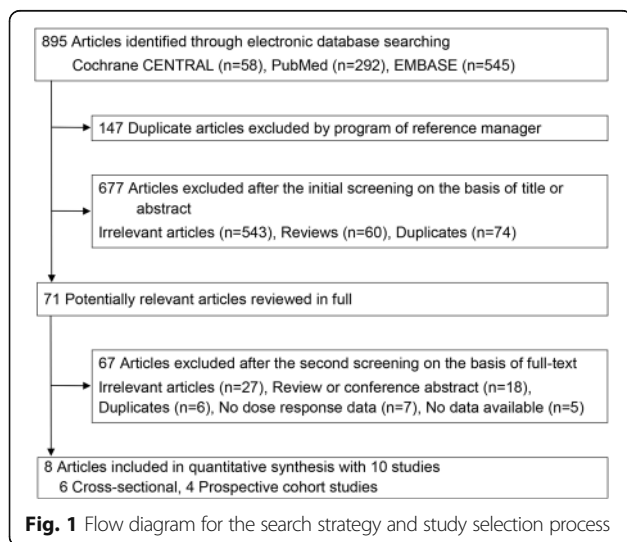 895 Articles identified through electronic database searching
Cochrane CENTRAL (n=58), PubMed (n=292), EMBASE (n=545)
147 Duplicate articles excluded by program of reference manager
677 Articles excluded after the initial screening on the basis of title or
abstract
Irrelevant articles (n=543), Reviews (n=60), Duplicates (n=74)
71 Potentially relevant articles reviewed in full
67 Articles excluded after the second screening on the basis of full-text
Irrelevant articles (n=27), Review or conference abstract (n=18),
Duplicates (n=6), No dose response data (n=7), No data available (n=5)
8 Articles included in quantitative synthesis with 10 studies
6 Cross-sectional, 4 Prospective cohort studies
Fig. 1 Flow diagram for the search strategy and study selection process